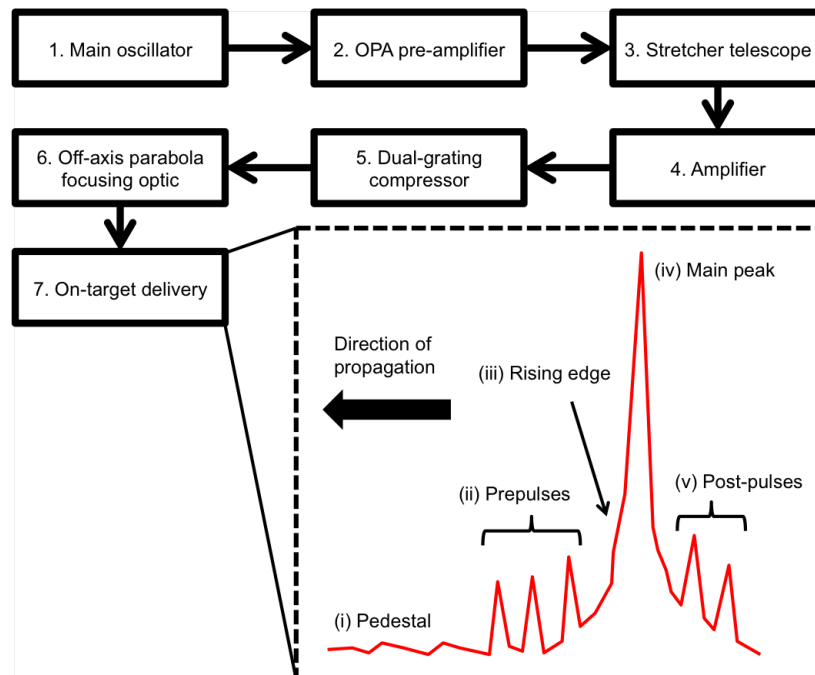 1. Main oscillator
2. OPA pre-amplifier
3. Stretcher telescope
6. Off-axis parabola
focusing optic
5. Dual-grating
compressor
4. Amplifier
7. On-target delivery
(iv) Main peak
Direction of
propagation
(iii) Rising edge
(ii) Prepulses
(v) Post-pulses
(i) Pedestal